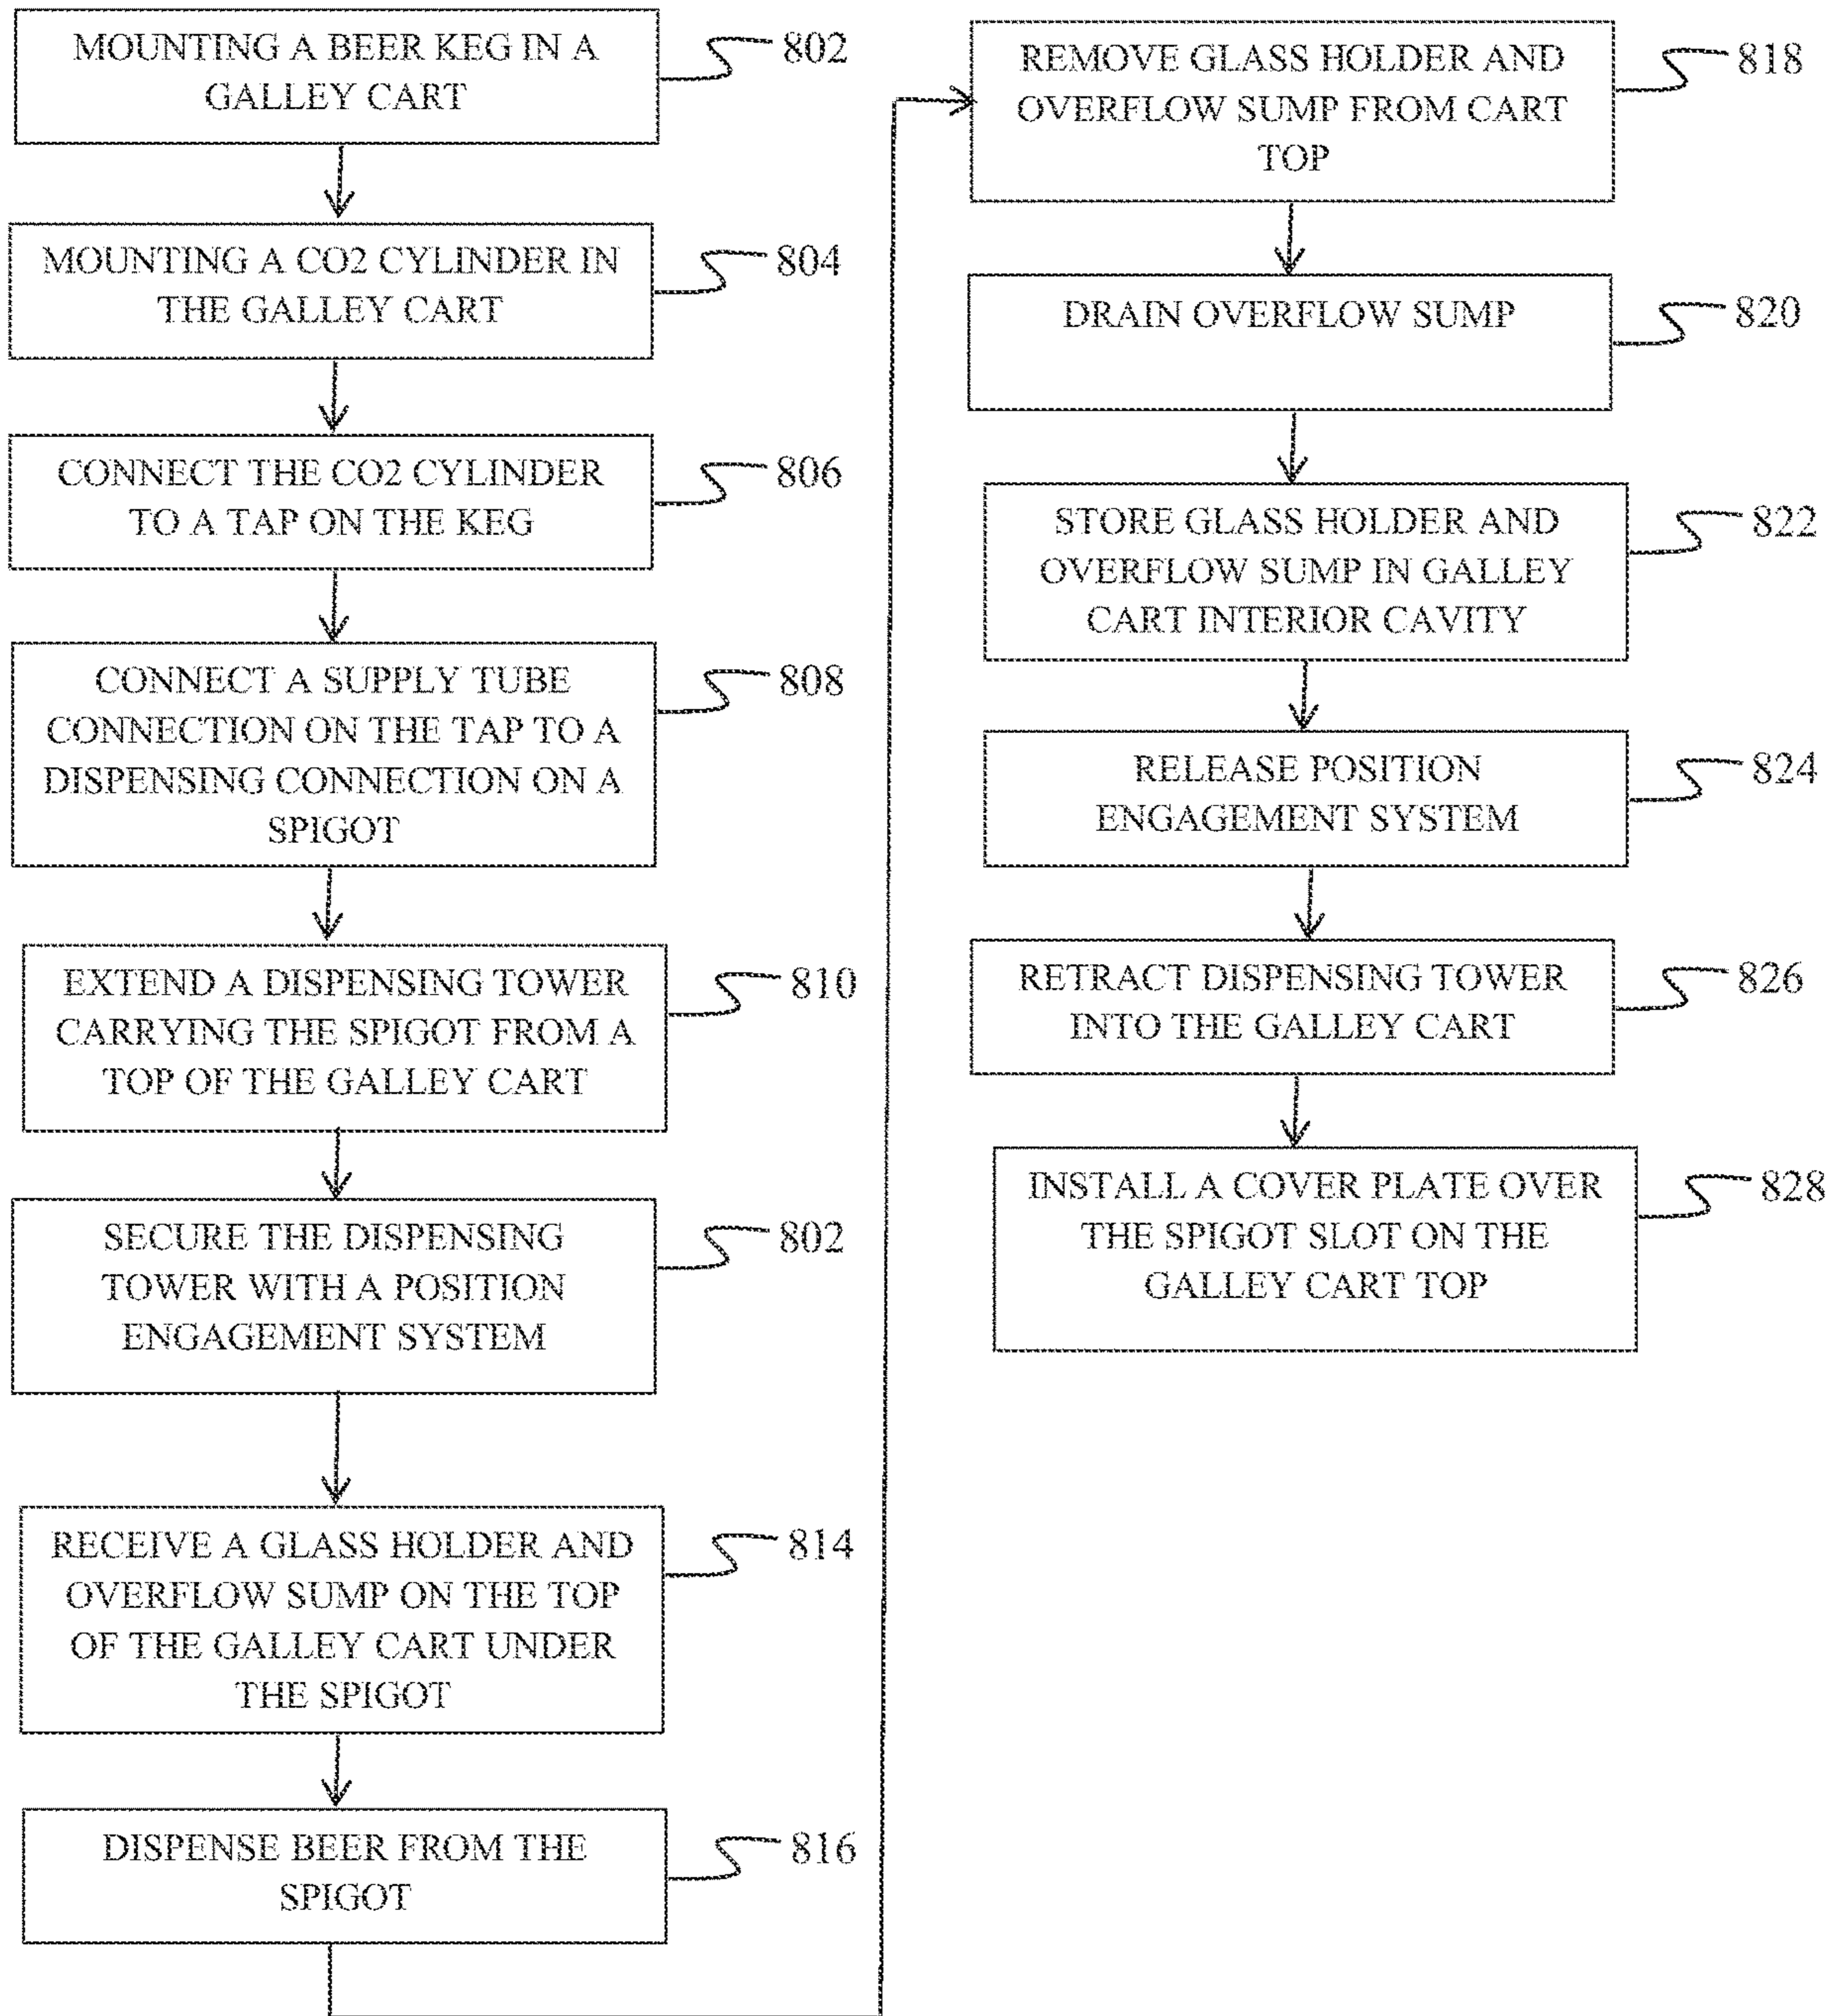 MOUNTING A BEER KEG IN A
GALLEY CART
802
MOUNTING A CO2 CYLINDER IN
THE GALLEY CART
804
CONNECT THE CO2 CYLINDER
TO A TAP ON THE KEG
806
CONNECT A SUPPLY TUBE
CONNECTION ON THE TAP TO A
DISPENSING CONNECTION ON A
SPIGOT
808
EXTEND A DISPENSING TOWER
CARRYING THE SPIGOT FROM A
TOP OF THE GALLEY CART
810
SECURE THE DISPENSING
TOWER WITH A POSITION
ENGAGEMENT SYSTEM
802
RECEIVE A GLASS HOLDER AND
OVERFLOW SUMP ON THE TOP
OF THE GALLEY CART UNDER
THE SPIGOT
814
DISPENSE BEER FROM THE
SPIGOT
816
REMOVE GLASS HOLDER AND
OVERFLOW SUMP FROM CART
TOP
818
DRAIN OVERFLOW SUMP
820
STORE GLASS HOLDER AND
OVERFLOW SUMP IN GALLEY
CART INTERIOR CAVITY
822
RELEASE POSITION
ENGAGEMENT SYSTEM
824
RETRACT DISPENSING TOWER
INTO THE GALLEY CART
826
INSTALL A COVER PLATE OVER
THE SPIGOT SLOT ON THE
GALLEY CART TOP
828